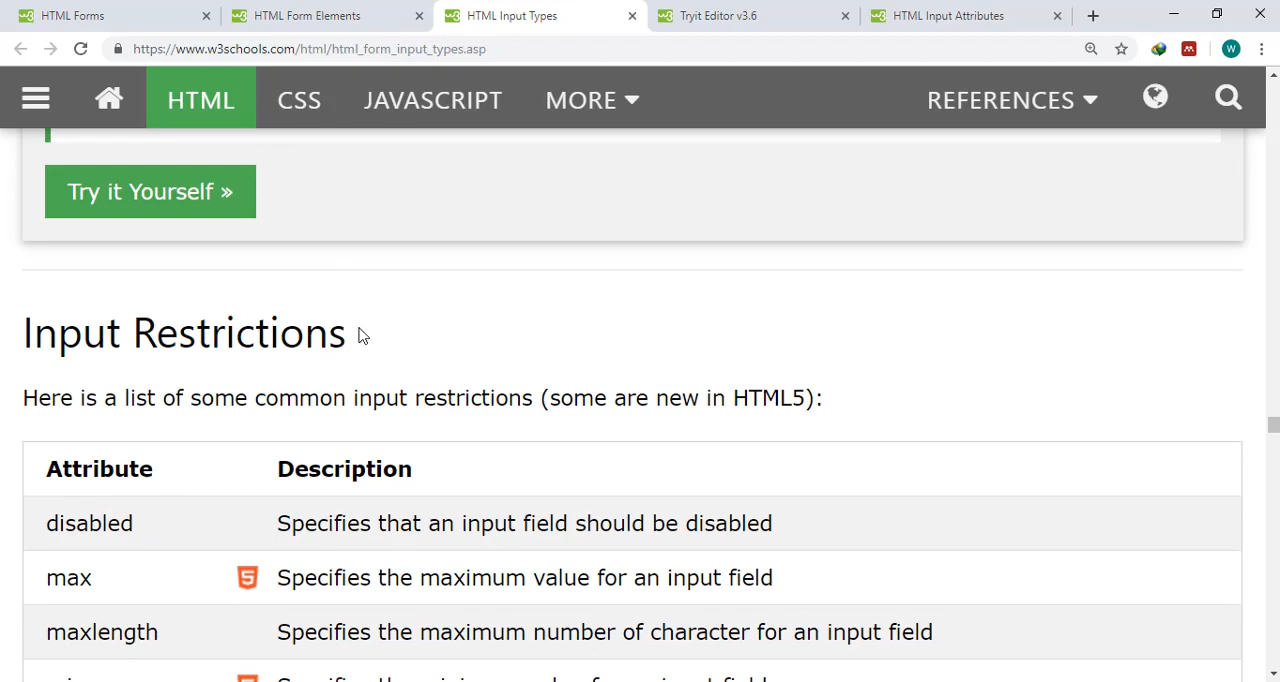 HTML Forms
HTML Form Elements
HTML Input Types
Tryit Editor v3.6
HTML Input Attributes
https://www.w3schools.com/html/html_form_input_types.asp
W
HTML CSS JAVASCRIPT MORE REFERENCES
Try it Yourself »
Input Restrictions
Here is a list of some common input restrictions (some are new in HTML5):
Attribute Description
disabled Specifies that an input field should be disabled
max 5 Specifies the maximum value for an input field
maxlength Specifies the maximum number of character for an input field